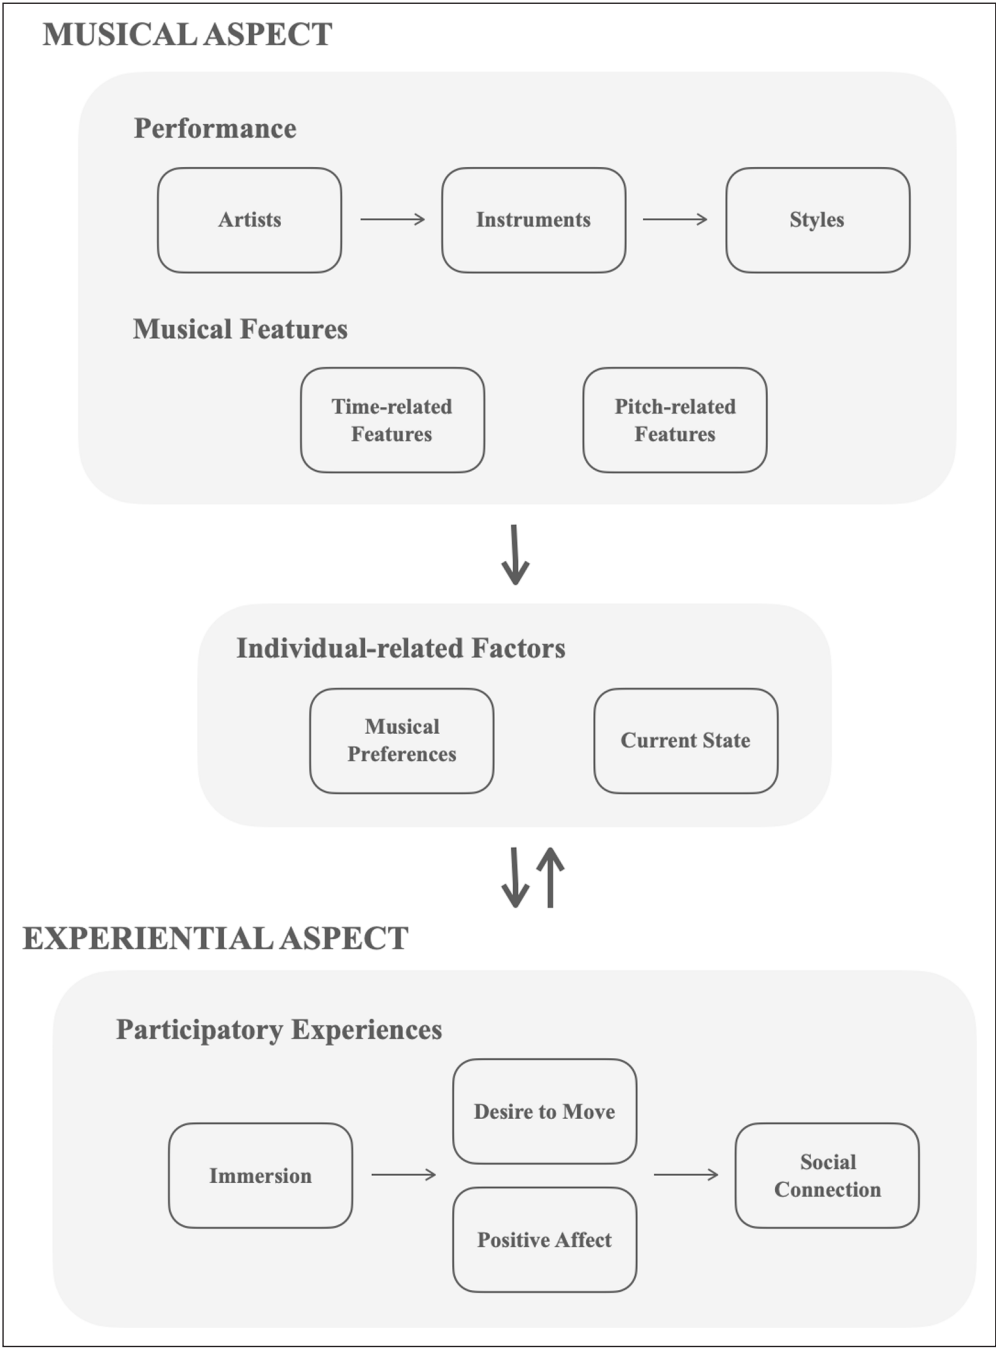 MUSICAL ASPECT
Performance
Artists
Instruments
Styles
Musical Features
Time-related
Features
Pitch-related
Features
Individual-related Factors
Musical
Preferences
Current State
EXPERIENTIAL ASPECT
Participatory Experiences
Immersion
Desire to Move
Positive Affect
Social
Connection